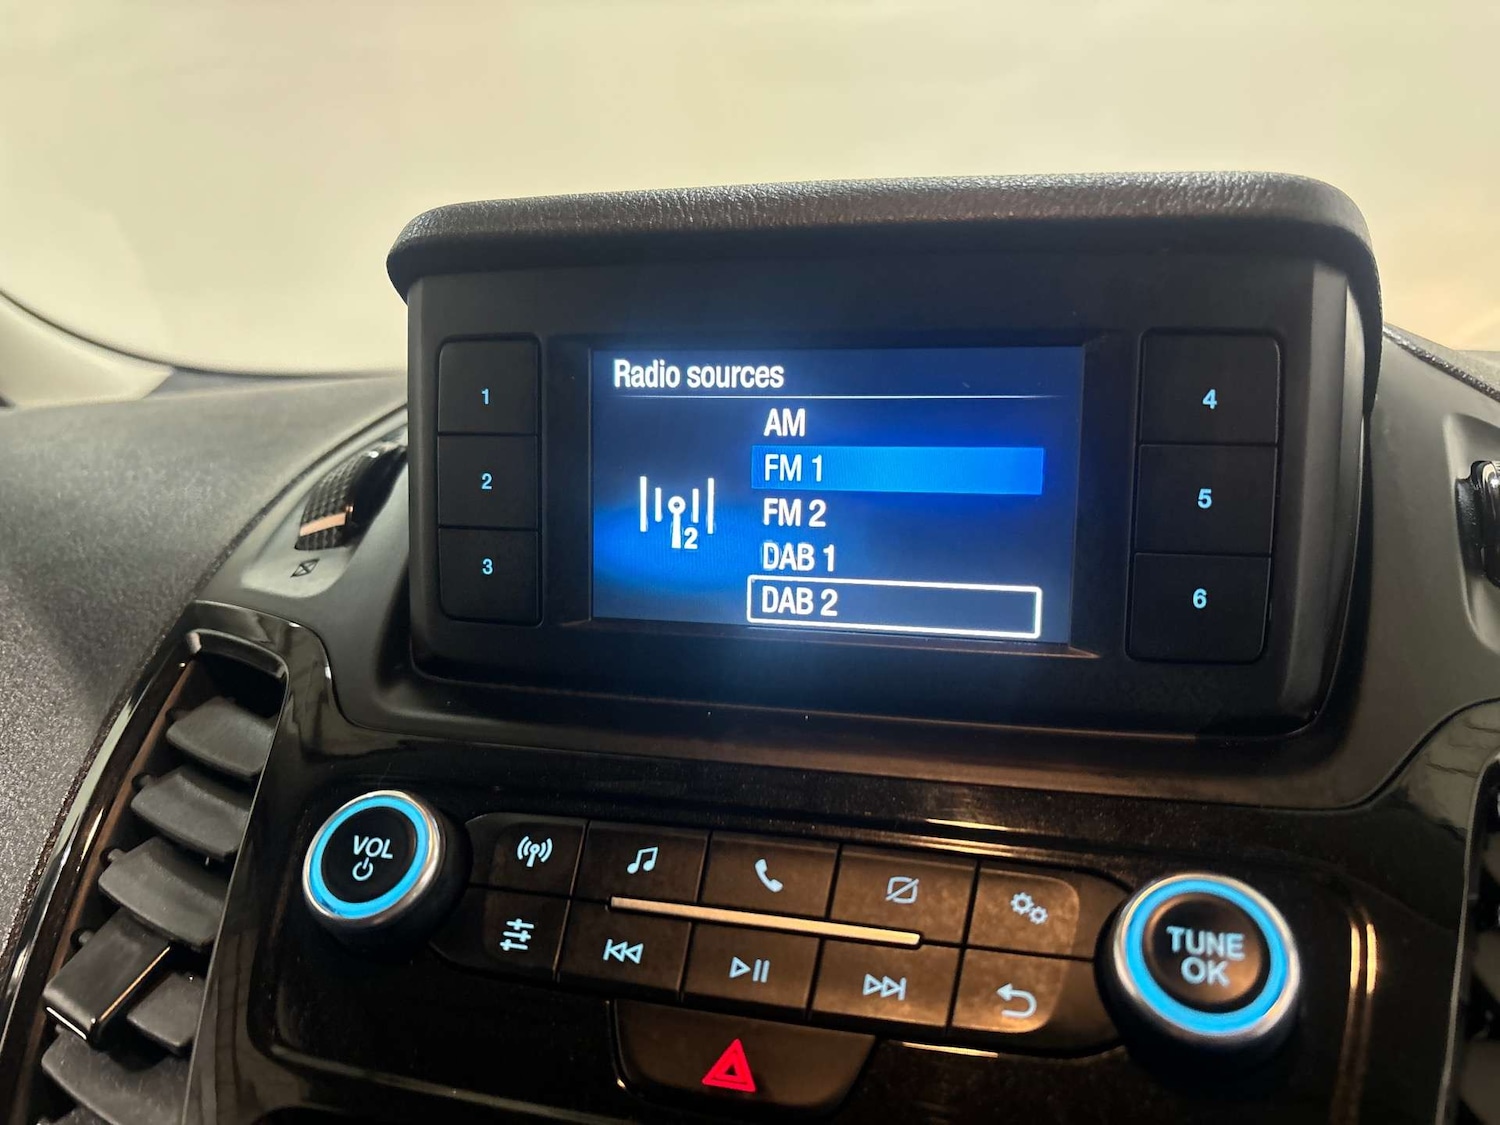 Radio sources
AM
FM 1
FM 2
DAB 1
DAB 2
2
1
2
3
4
5
6
VOL
TUNE
OK